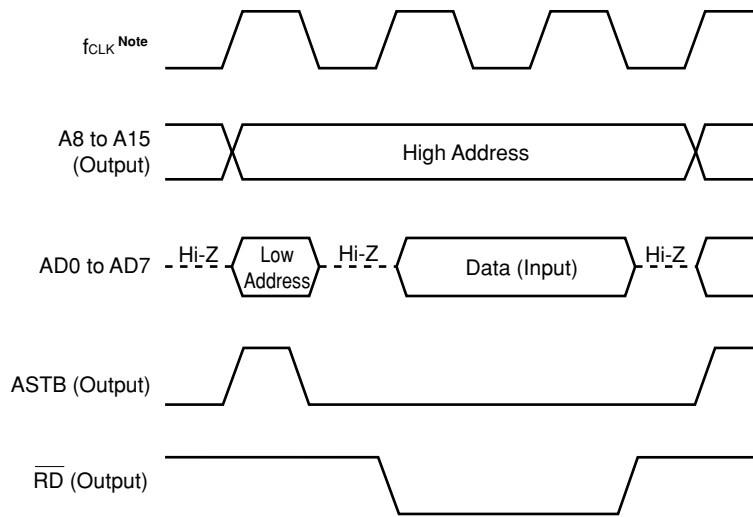 fCLK Note
A8 to A15
(Output)
High Address
AD0 to AD7
Hi-Z
Low
Address
Hi-Z
Data (Input)
Hi-Z
ASTB (Output)
RD (Output)